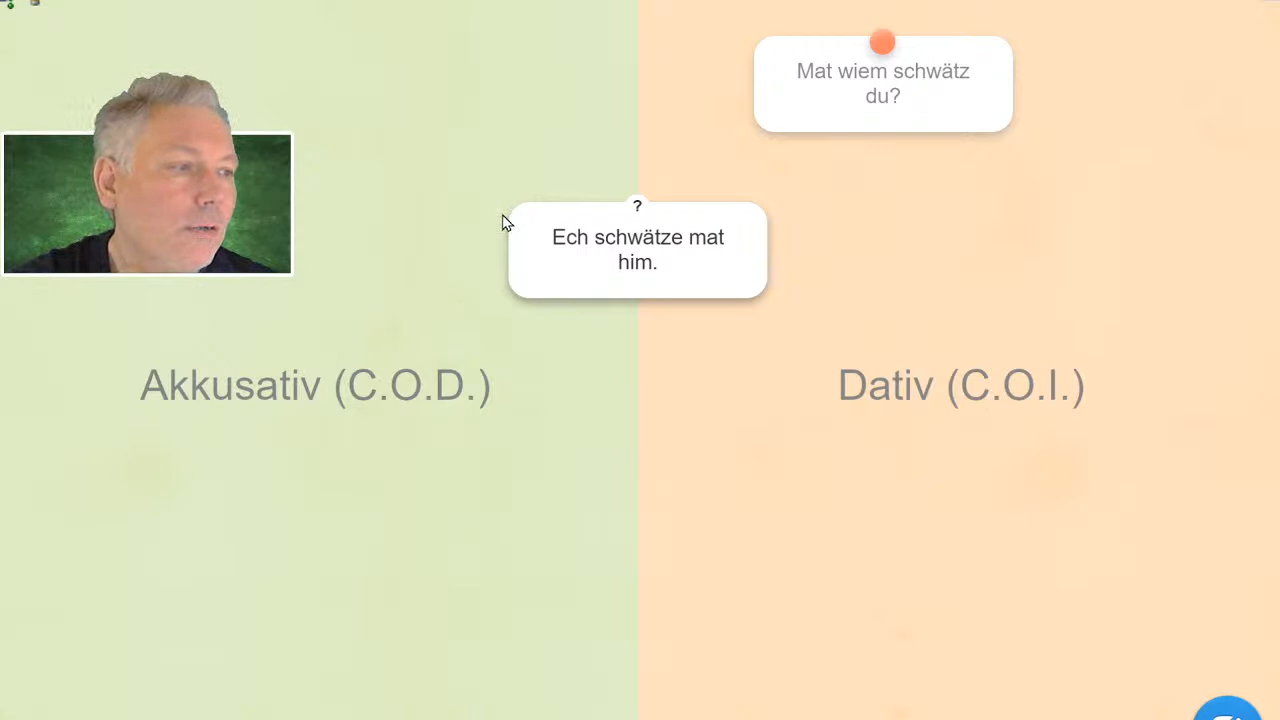 Mat wiem schwätz
du?
?
Ech schwätze mat
him.
Akkusativ (C.O.D.)
Dativ (C.O.I.)